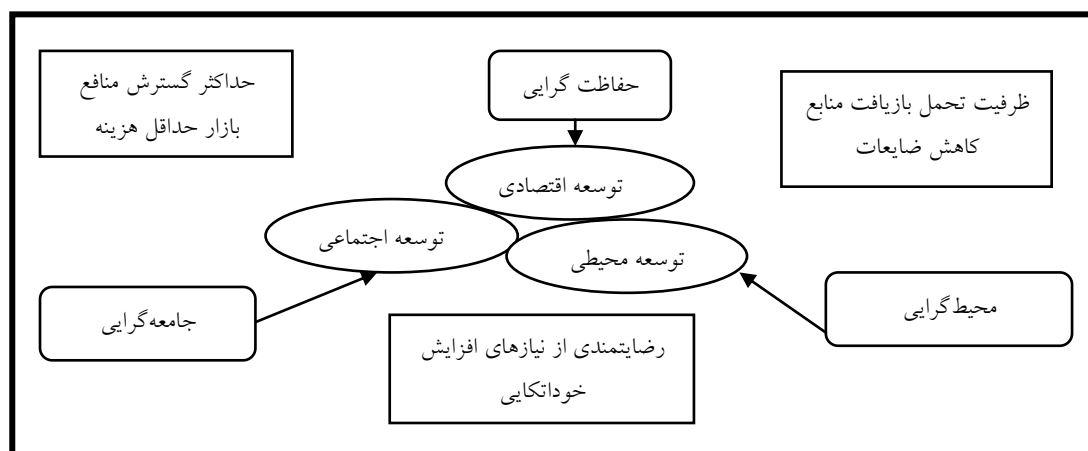 حفاظت گرایی
حداکثر گسترش منافع
بازار حداقل هزینه
ظرفیت تحمل بازیافت منابع
کاهش ضایعات
توسعه اقتصادی
توسعه اجتماعی
توسعه محیطی
جامعه‌گرایی
محیط‌گرایی
رضایتمندی از نیازهای افزایش
خوداتکایی